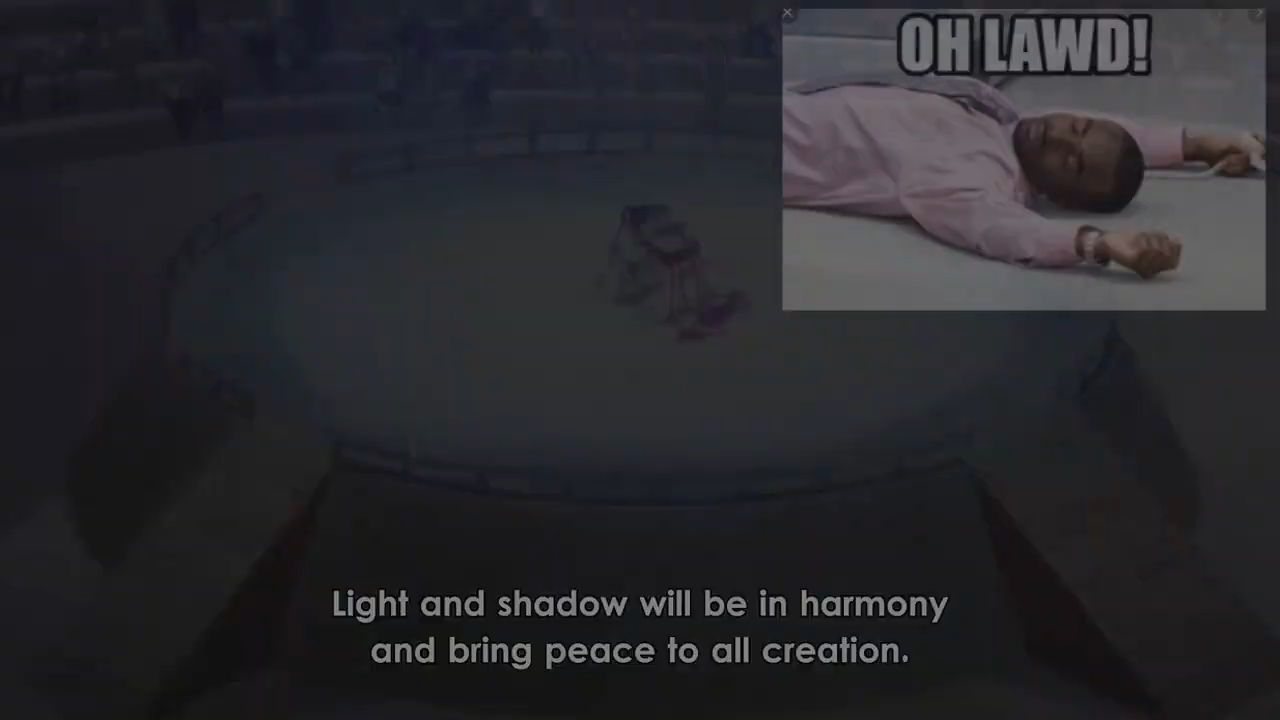 OH LAWD!
Light and shadow will be in harmony
and bring peace to all creation.